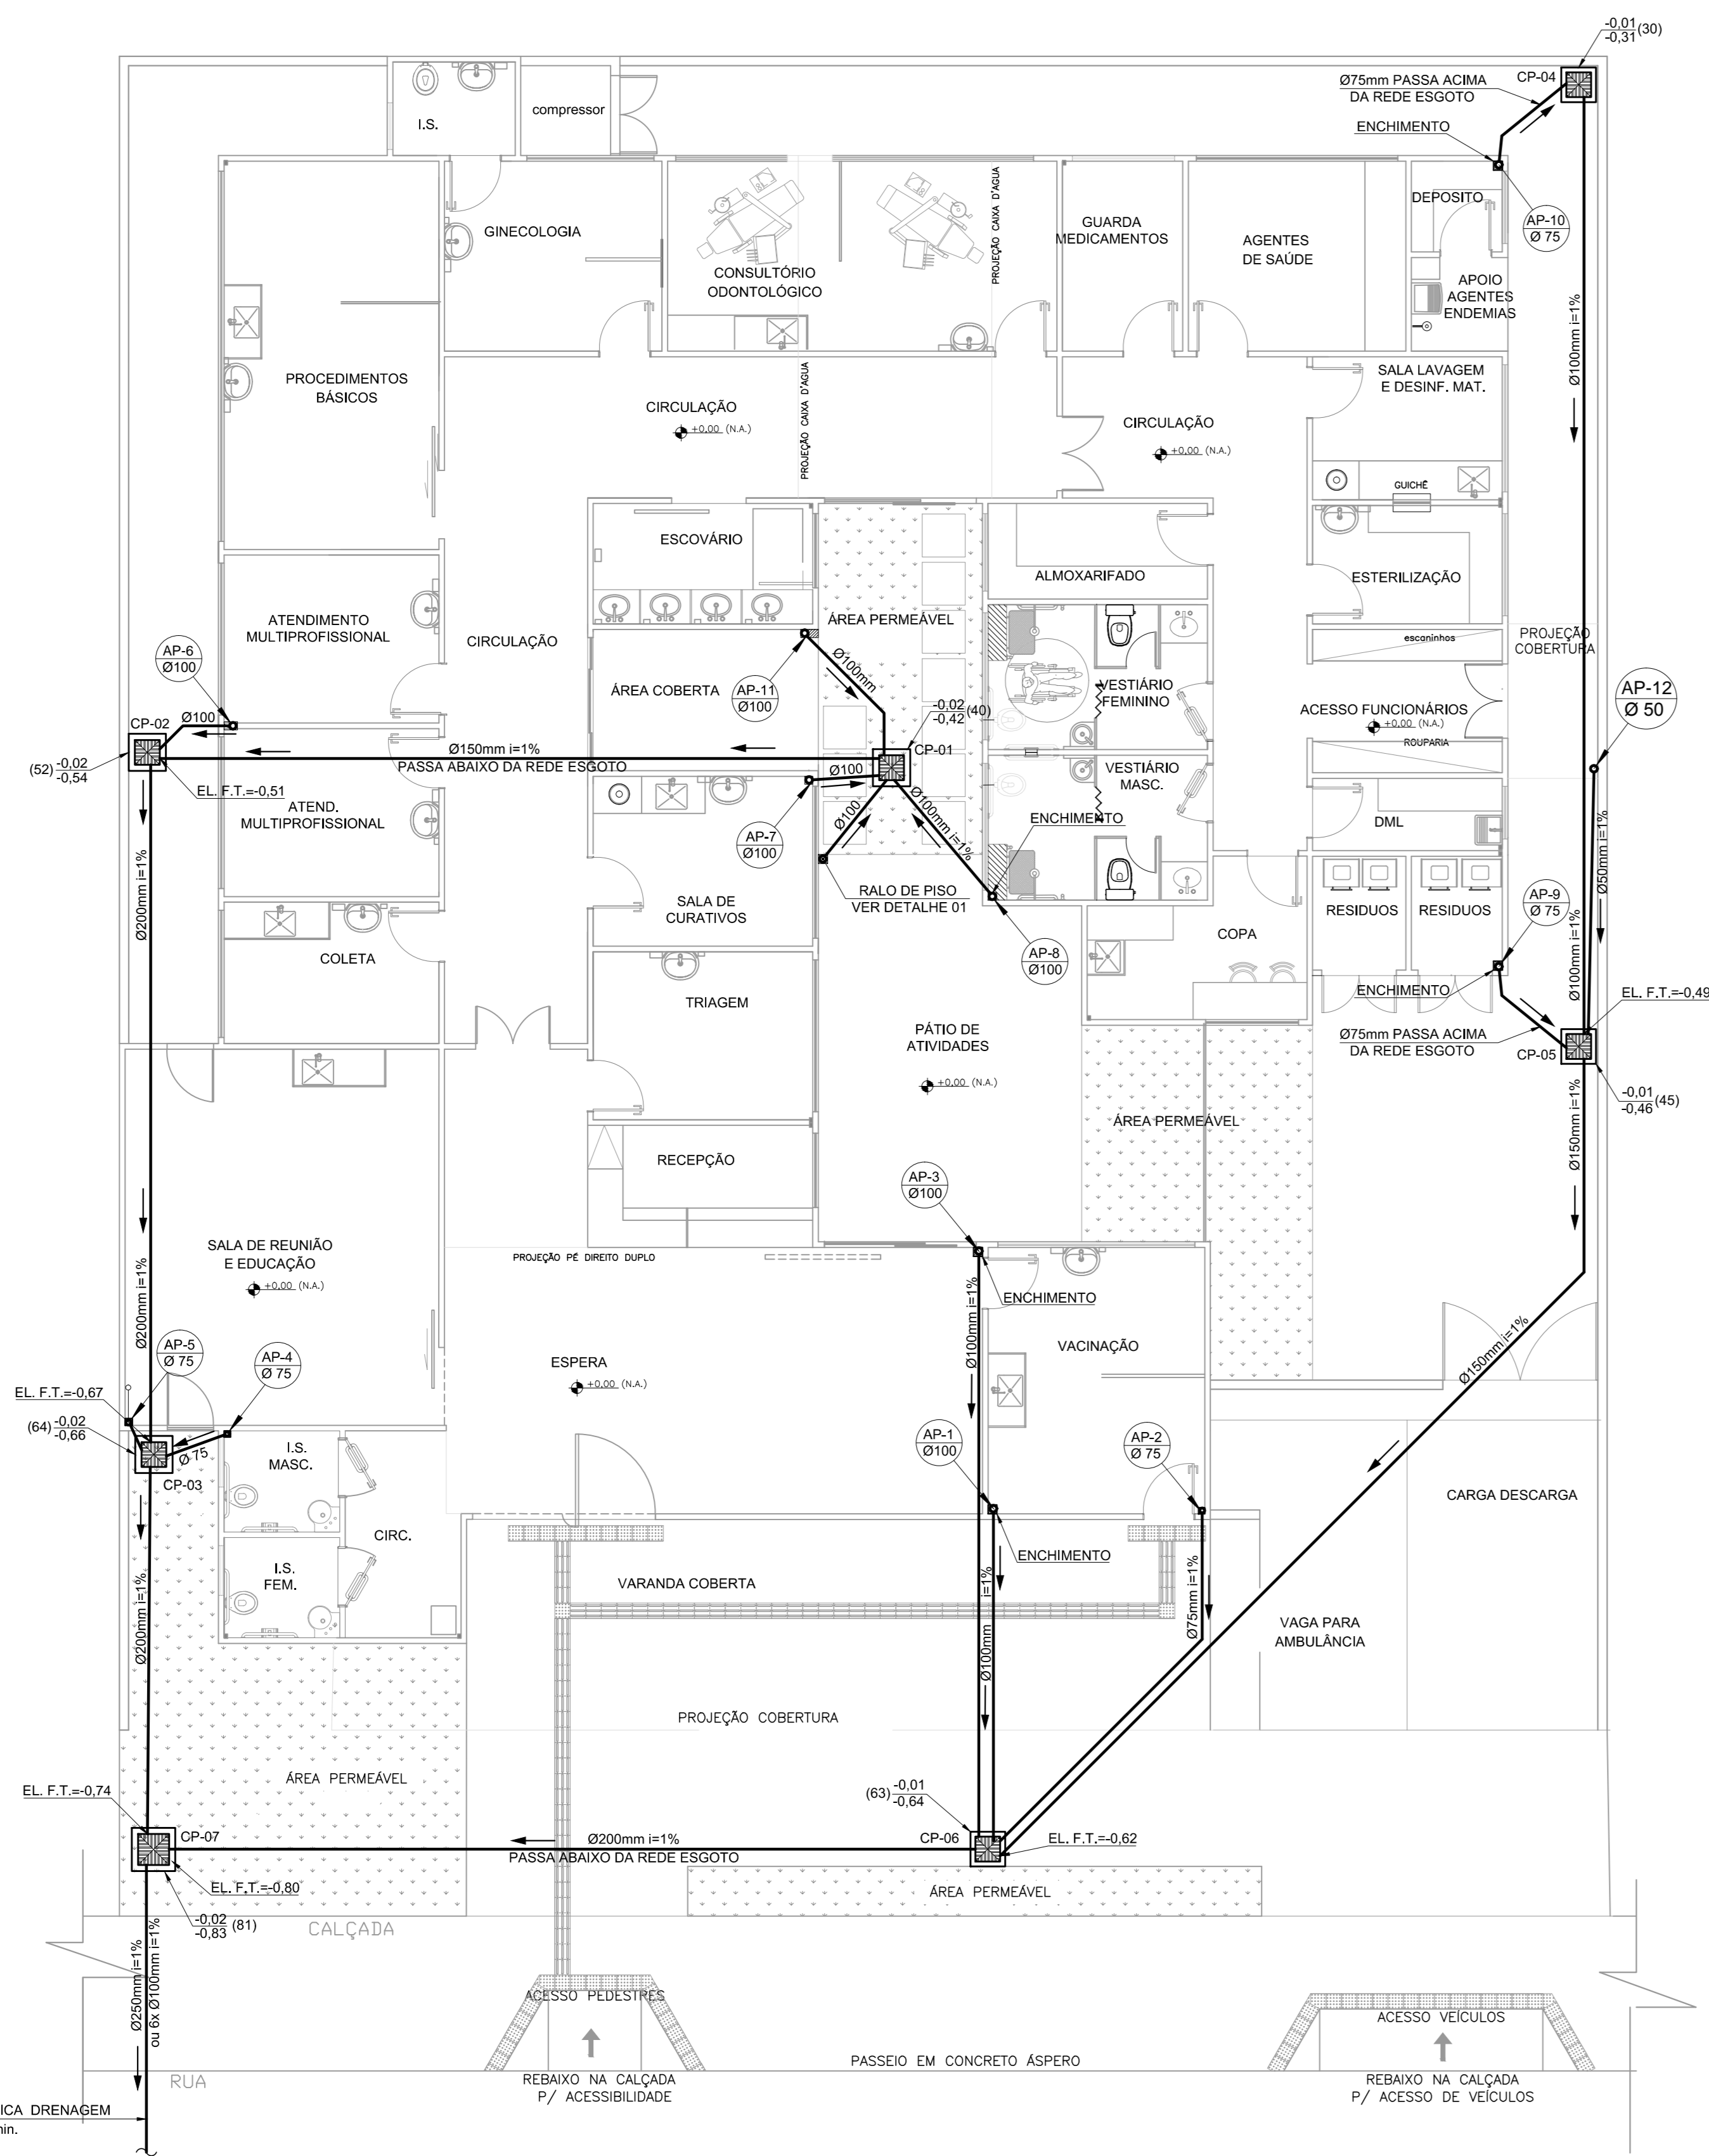 -0,01
-0,31
(30)
Ø75mm PASSA ACIMA
DA REDE ESGOTO
CP-04
ENCHIMENTO
I.S.
compressor
DEPOSITO
AP-10
Ø 75
GINECOLOGIA
CONSULTÓRIO
ODONTOLÓGICO
PROJEÇÃO CAIXA D'AGUA
GUARDA
MEDICAMENTOS
AGENTES
DE SAÚDE
APOIO
AGENTES
ENDEMIAS
Ø100mm i=1%
PROCEDIMENTOS
BÁSICOS
PROJEÇÃO CAIXA D'AGUA
SALA LAVAGEM
E DESINF. MAT.
CIRCULAÇÃO
+0,00 (N.A.)
CIRCULAÇÃO
+0,00 (N.A.)
GUICHÊ
ESCOVÁRIO
ALMOXARIFADO
ESTERILIZAÇÃO
ATENDIMENTO
MULTIPROFISSIONAL
CIRCULAÇÃO
ÁREA PERMEÁVEL
escaninhos
PROJEÇÃO
COBERTURA
AP-6
Ø100
ÁREA COBERTA
AP-11
Ø100
Ø100mm
VESTIÁRIO
FEMININO
AP-12
Ø 50
-0,02
-0,42
(40)
ACESSO FUNCIONÁRIOS
+0,00 (N.A.)
ROUPARIA
CP-02
Ø100
Ø150mm i=1%
PASSA ABAIXO DA REDE ESGOTO
CP-01
(52)
-0,02
-0,54
EL. F.T.=-0,51
Ø100
VESTIÁRIO
MASC.
ATEND.
MULTIPROFISSIONAL
AP-7
Ø100
Ø100
Ø100mm i=1%
ENCHIMENTO
DML
Ø50mm i=1%
Ø200mm i=1%
SALA DE
CURATIVOS
RALO DE PISO
VER DETALHE 01
RESIDUOS
RESIDUOS
AP-9
Ø 75
COLETA
AP-8
Ø100
COPA
Ø100mm i=1%
ENCHIMENTO
EL. F.T.=-0,49
TRIAGEM
PÁTIO DE
ATIVIDADES
+0,00 (N.A.)
Ø75mm PASSA ACIMA
DA REDE ESGOTO
CP-05
-0,01
-0,46
(45)
ÁREA PERMEÁVEL
Ø150mm i=1%
RECEPÇÃO
AP-3
Ø100
SALA DE REUNIÃO
E EDUCAÇÃO
+0,00 (N.A.)
PROJEÇÃO PÉ DIREITO DUPLO
Ø200mm i=1%
ENCHIMENTO
Ø100mm i=1%
VACINAÇÃO
Ø150mm i=1%
AP-5
Ø 75
AP-4
Ø 75
ESPERA
+0,00 (N.A.)
EL. F.T.=-0,67
(64)
-0,02
-0,66
Ø 75
I.S.
MASC.
AP-1
Ø100
AP-2
Ø 75
CP-03
CARGA DESCARGA
CIRC.
I.S.
FEM.
ENCHIMENTO
VARANDA COBERTA
Ø200mm i=1%
Ø100mm i=1%
Ø75mm i=1%
VAGA PARA
AMBULÂNCIA
PROJEÇÃO COBERTURA
ÁREA PERMEÁVEL
EL. F.T.=-0,74
(63)
-0,01
-0,64
CP-07
Ø200mm i=1%
PASSA ABAIXO DA REDE ESGOTO
CP-06
EL. F.T.=-0,62
EL. F.T.=-0,80
ÁREA PERMEÁVEL
-0,02
-0,83
(81)
CALÇADA
Ø250mm i=1%
ou 6x Ø100mm i=1%
ACESSO PEDESTRES
ACESSO VEÍCULOS
PASSEIO EM CONCRETO ÁSPERO
RUA
REBAIXO NA CALÇADA
P/ ACESSIBILIDADE
REBAIXO NA CALÇADA
P/ ACESSO DE VEÍCULOS
ICA DRENAGEM